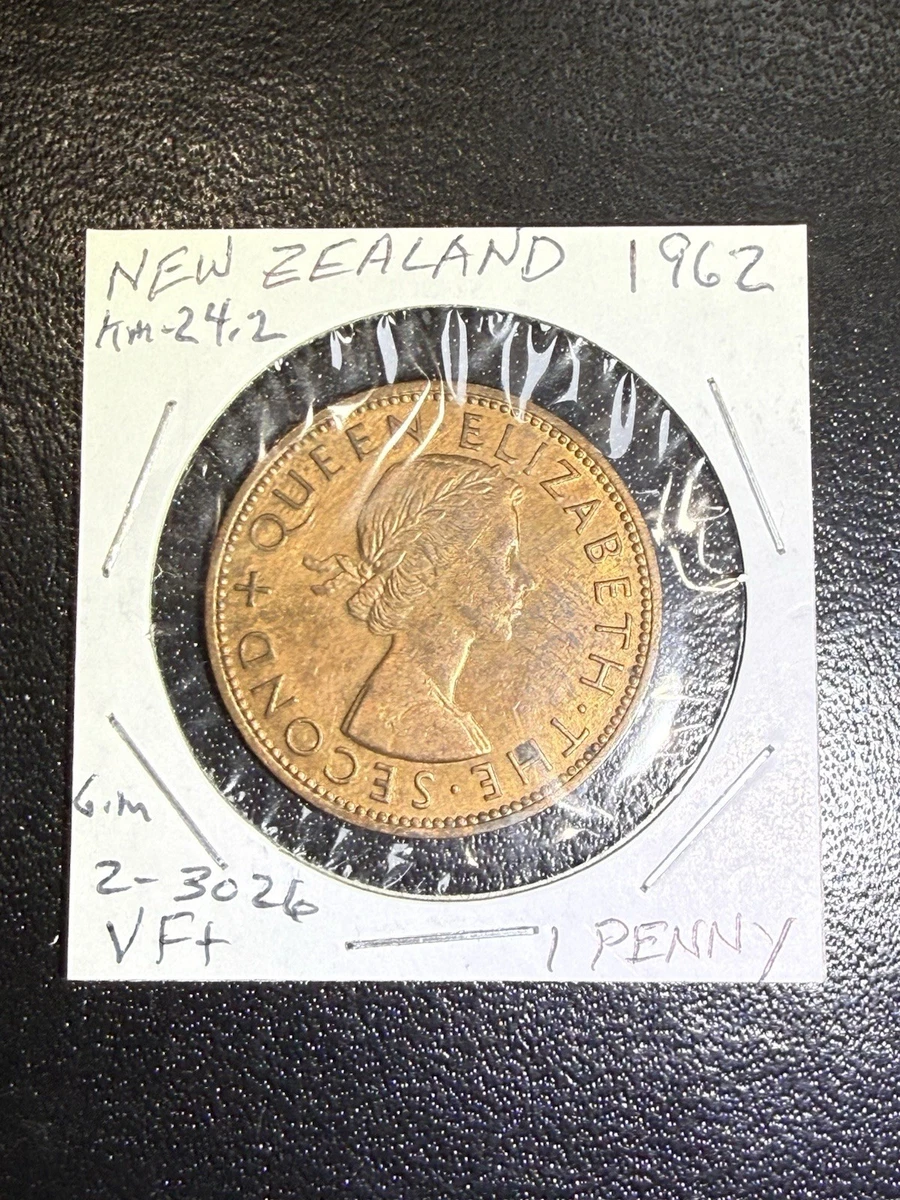 NEW ZEALAND 1962
Km-24.2
+ QUEEN ELIZABETH · THE · SECOND
6.m
2-3026
VF+
1 PENNY